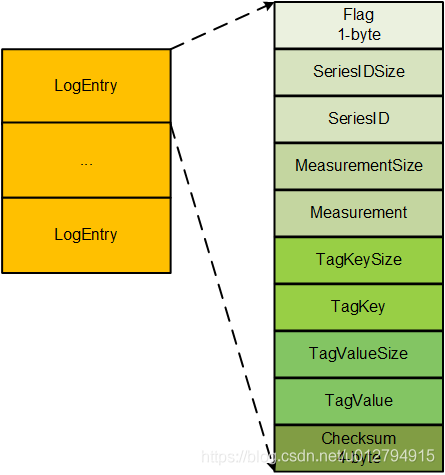 LogEntry
...
LogEntry
Flag
1-byte
SeriesIDSize
SeriesID
MeasurementSize
Measurement
TagKeySize
TagKey
TagValueSize
TagValue
Checksum
4-byte
https://blog.csdn.net/u012794915